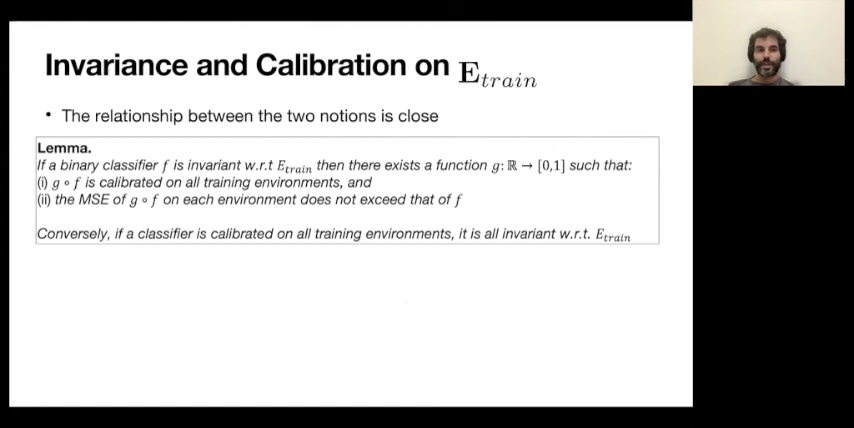 Invariance and Calibration on E_train
• The relationship between the two notions is close
Lemma.
If a binary classifier f is invariant w.r.t E_train then there exists a function g: ℝ → [0,1] such that:
(i) g ∘ f is calibrated on all training environments, and
(ii) the MSE of g ∘ f on each environment does not exceed that of f
Conversely, if a classifier is calibrated on all training environments, it is all invariant w.r.t. E_train